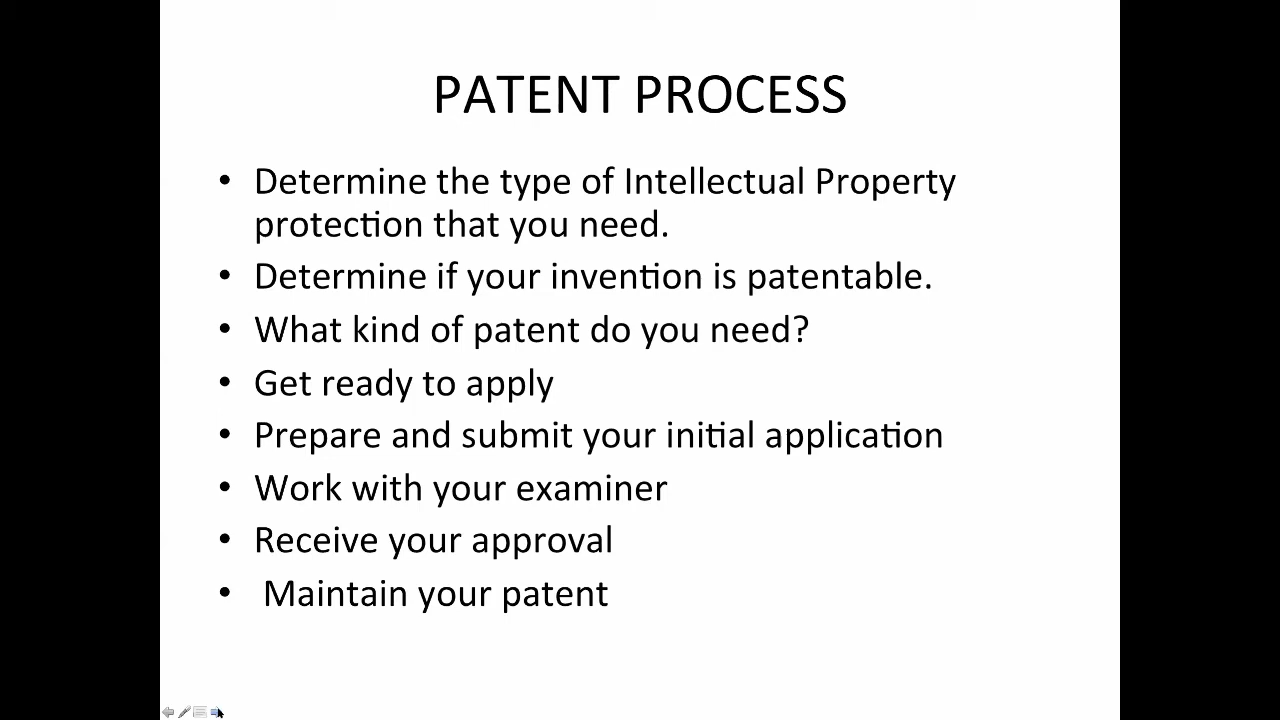 PATENT PROCESS
• Determine the type of Intellectual Property
protection that you need.
• Determine if your invention is patentable.
• What kind of patent do you need?
• Get ready to apply
• Prepare and submit your initial application
• Work with your examiner
• Receive your approval
• Maintain your patent